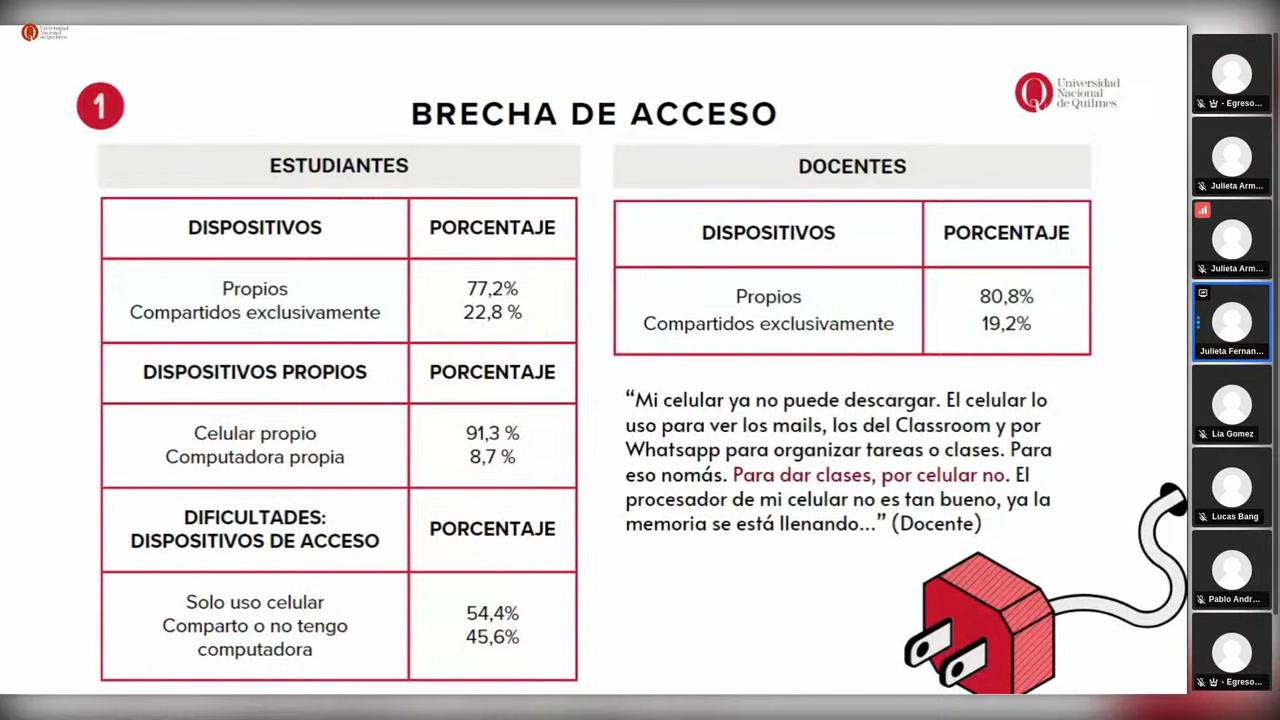 Universidad
Nacional
de Quilmes
1
BRECHA DE ACCESO
Universidad
Nacional
de Quilmes
ESTUDIANTES
DISPOSITIVOS PORCENTAJE
Propios 77,2%
Compartidos exclusivamente 22,8 %
DISPOSITIVOS PROPIOS PORCENTAJE
Celular propio 91,3 %
Computadora propia 8,7 %
DIFICULTADES:
DISPOSITIVOS DE ACCESO PORCENTAJE
Solo uso celular 54,4%
Comparto o no tengo 45,6%
computadora
DOCENTES
DISPOSITIVOS PORCENTAJE
Propios 80,8%
Compartidos exclusivamente 19,2%
“Mi celular ya no puede descargar. El celular lo
uso para ver los mails, los del Classroom y por
Whatsapp para organizar tareas o clases. Para
eso nomás. Para dar clases, por celular no. El
procesador de mi celular no es tan bueno, ya la
memoria se está llenando...” (Docente)
- Egreso...
Julieta Arm...
Julieta Arm...
Julieta Fernan...
Lia Gomez
Lucas Bang
Pablo Andr...
- Egreso...